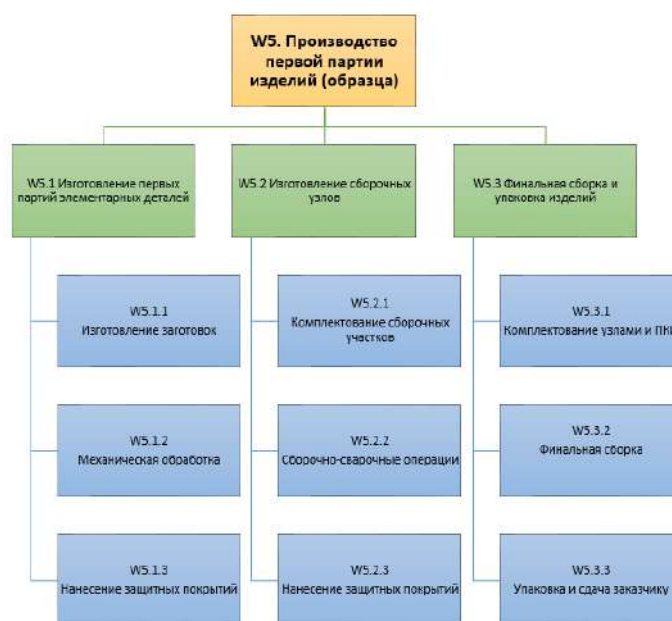 W5. Производство
первой партии
изделий (образца)
W5.1 Изготовление первых
партий элементарных деталей
W5.2 Изготовление сборочных
узлов
W5.3 Финальная сборка и
упаковка изделий
W5.1.1
Изготовление заготовок
W5.2.1
Комплектование сборочных
участков
W5.3.1
Комплектование узлами и ПКИ
W5.1.2
Механическая обработка
W5.2.2
Сборочно-сварочные операции
W5.3.2
Финальная сборка
W5.1.3
Нанесение защитных покрытий
W5.2.3
Нанесение защитных покрытий
W5.3.3
Упаковка и сдача заказчику